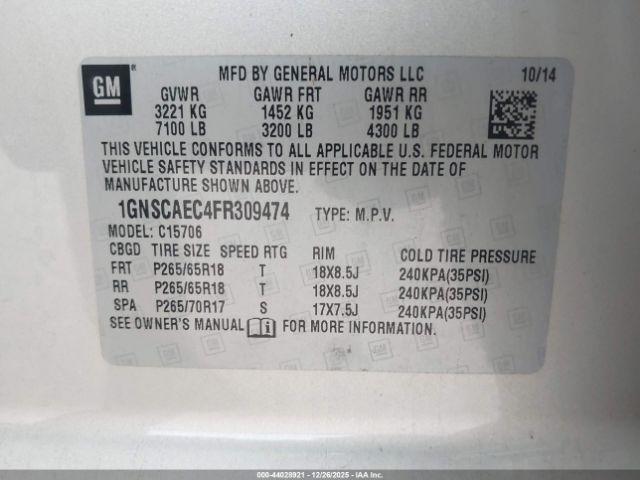 GM ® MFD BY GENERAL MOTORS LLC 10/14
GVWR GAWR FRT GAWR RR
3221 KG 1452 KG 1951 KG
7100 LB 3200 LB 4300 LB
THIS VEHICLE CONFORMS TO ALL APPLICABLE U.S. FEDERAL MOTOR
VEHICLE SAFETY STANDARDS IN EFFECT ON THE DATE OF
MANUFACTURE SHOWN ABOVE.
1GNSCAEC4FR309474 TYPE: M.P.V.
MODEL: C15706
CBGD TIRE SIZE SPEED RTG RIM COLD TIRE PRESSURE
FRT P265/65R18 T 18X8.5J 240KPA(35PSI)
RR P265/65R18 T 18X8.5J 240KPA(35PSI)
SPA P265/70R17 S 17X7.5J 240KPA(35PSI)
SEE OWNER'S MANUAL FOR MORE INFORMATION.
000-44028921 - 12/26/2025 - IAAI.com